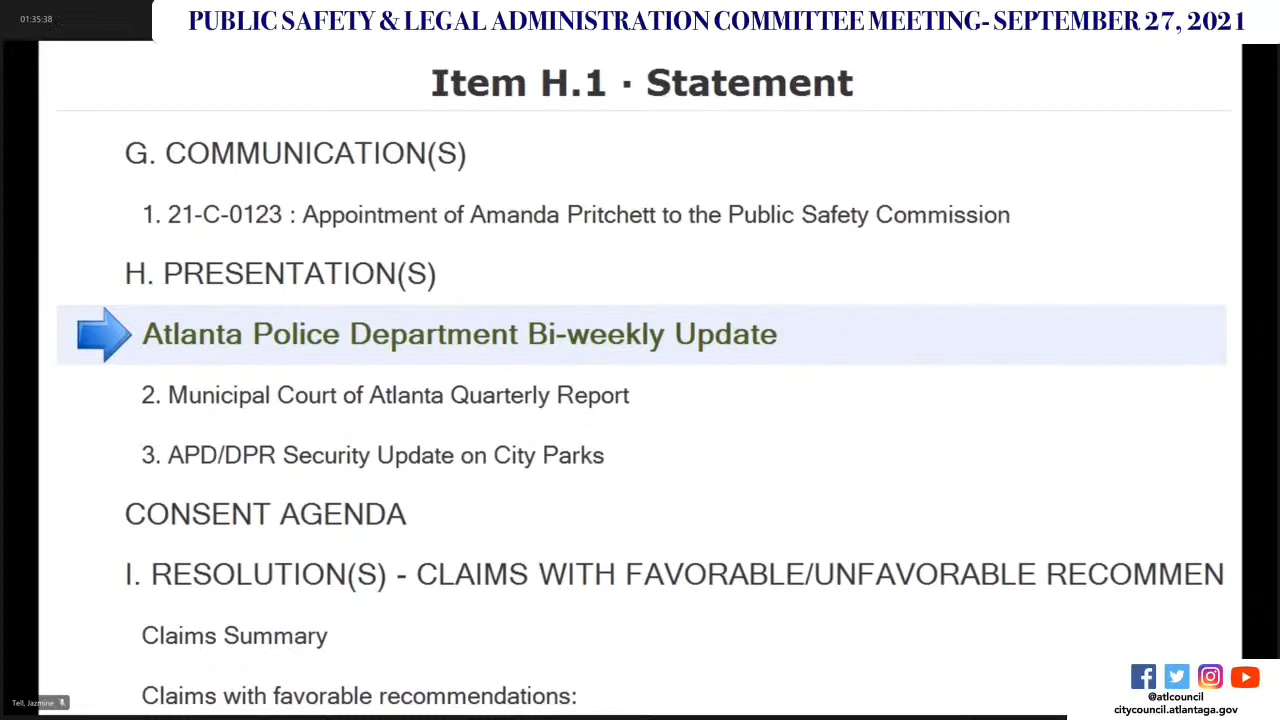 01:35:38
PUBLIC SAFETY & LEGAL ADMINISTRATION COMMITTEE MEETING- SEPTEMBER 27, 2021
Item H.1 · Statement
G. COMMUNICATION(S)
1. 21-C-0123 : Appointment of Amanda Pritchett to the Public Safety Commission
H. PRESENTATION(S)
Atlanta Police Department Bi-weekly Update
2. Municipal Court of Atlanta Quarterly Report
3. APD/DPR Security Update on City Parks
CONSENT AGENDA
I. RESOLUTION(S) - CLAIMS WITH FAVORABLE/UNFAVORABLE RECOMMEN
Claims Summary
Claims with favorable recommendations:
Tell, Jazmine
@atlcouncil
citycouncil.atlantaga.gov